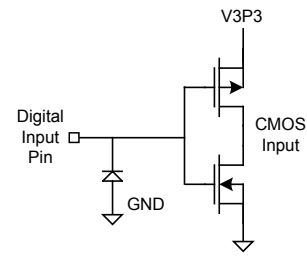 V3P3
Digital
Input
Pin
CMOS
Input
GND